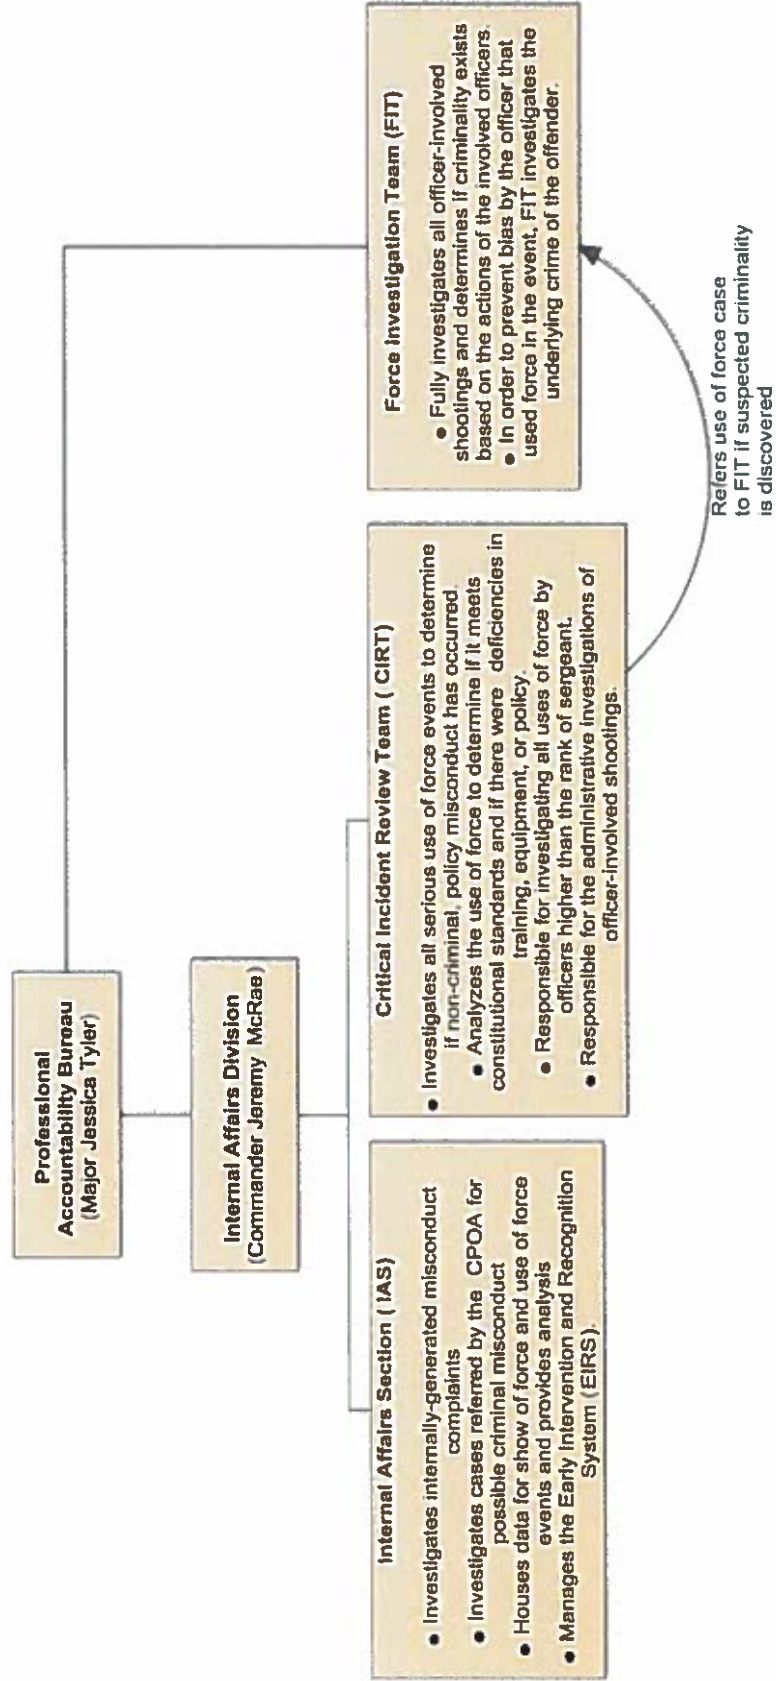 Professional
Accountability Bureau
(Major Jessica Tyler)
Internal Affairs Division
(Commander Jeremy McRae)
Internal Affairs Section (IAS)
● Investigates internally-generated misconduct
complaints
● Investigates cases referred by the CPOA for
possible criminal misconduct
● Houses data for show of force and use of force
events and provides analysis
● Manages the Early Intervention and Recognition
System (EIRS).
Critical Incident Review Team (CIRT)
● Investigates all serious use of force events to determine
if non-criminal, policy misconduct has occurred.
● Analyzes the use of force to determine if it meets
constitutional standards and if there were deficiencies in
training, equipment, or policy.
● Responsible for investigating all uses of force by
officers higher than the rank of sergeant.
● Responsible for the administrative investigations of
officer-involved shootings.
Force Investigation Team (FIT)
● Fully investigates all officer-involved
shootings and determines if criminality exists
based on the actions of the involved officers.
● In order to prevent bias by the officer that
used force in the event, FIT investigates the
underlying crime of the offender.
Refers use of force case
to FIT if suspected criminality
is discovered